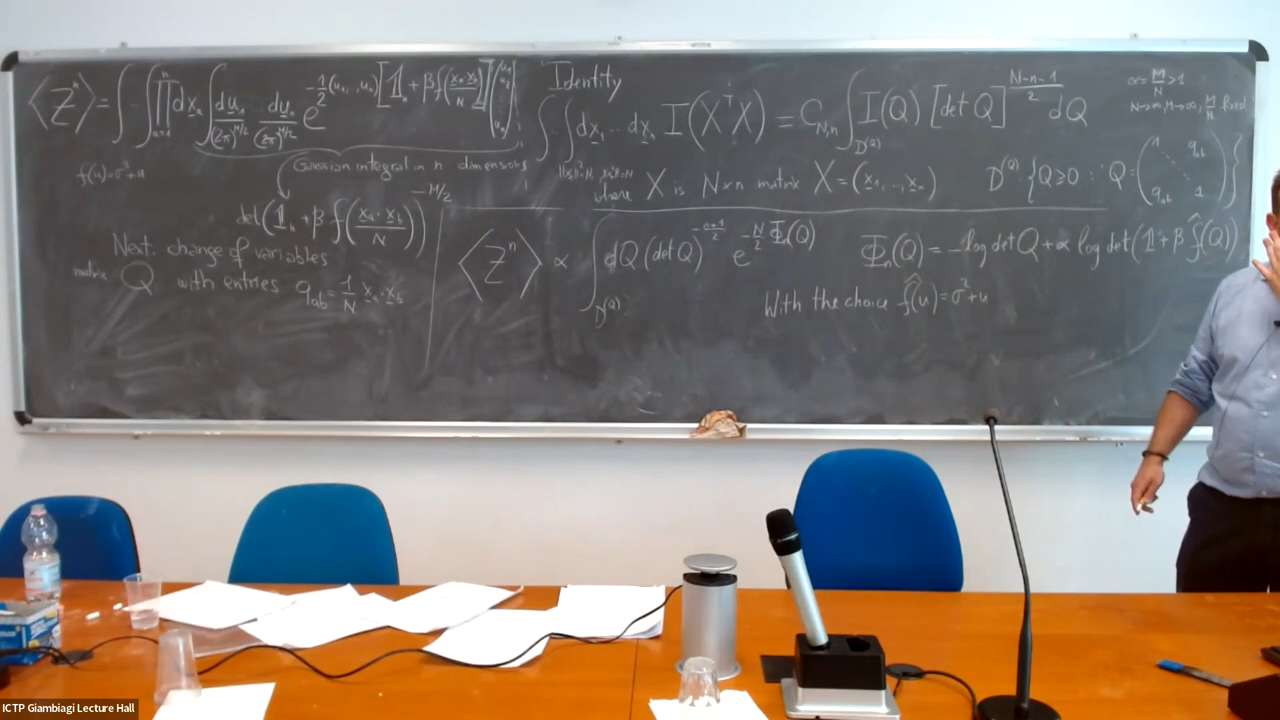 ⟨Zⁿ⟩ = ∫…∫ ∏_{a=1}^{n} dx_a ∫ du_1/(2π)^{M/2} … du_n/(2π)^{M/2} e^{-1/2 (u_1,…,u_n)[𝟙_n + β f(x_a·x_b/N)](u_1 u_2 ⋮ u_n)}
f(u)=σ²+u
Gaussian integral in n dimensions
det(𝟙_n + β f(x_a·x_b/N))^{-M/2}
Next: change of variables
matrix Q with entries q_ab = 1/N x_a·x_b
Identity
∫…∫ dx_1…dx_n I(XᵀX) = C_{N,n} ∫_{D^(Q)} I(Q) [det Q]^{(N-n-1)/2} dQ
where X is N×n matrix X = (x_1,…,x_n)
D^(Q) {Q ≥ 0 : Q = (1 q_ab ⋱ q_ab 1)}
α = M/N > 1
N→∞, M→∞, M/N fixed
⟨Zⁿ⟩ ∝ ∫_{D^(Q)} dQ (det Q)^{-(n+1)/2} e^{-N/2 Φ_n(Q)}
Φ_n(Q) = -log det Q + α log det(𝟙 + β f̂(Q))
With the choice f̂(u) = σ²+u
ICTP Giambiagi Lecture Hall